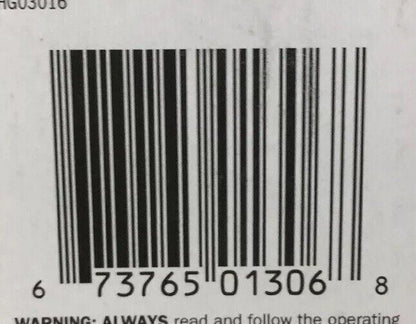 HG03016
6 73765 01306 8
WARNING: ALWAYS read and follow the operating